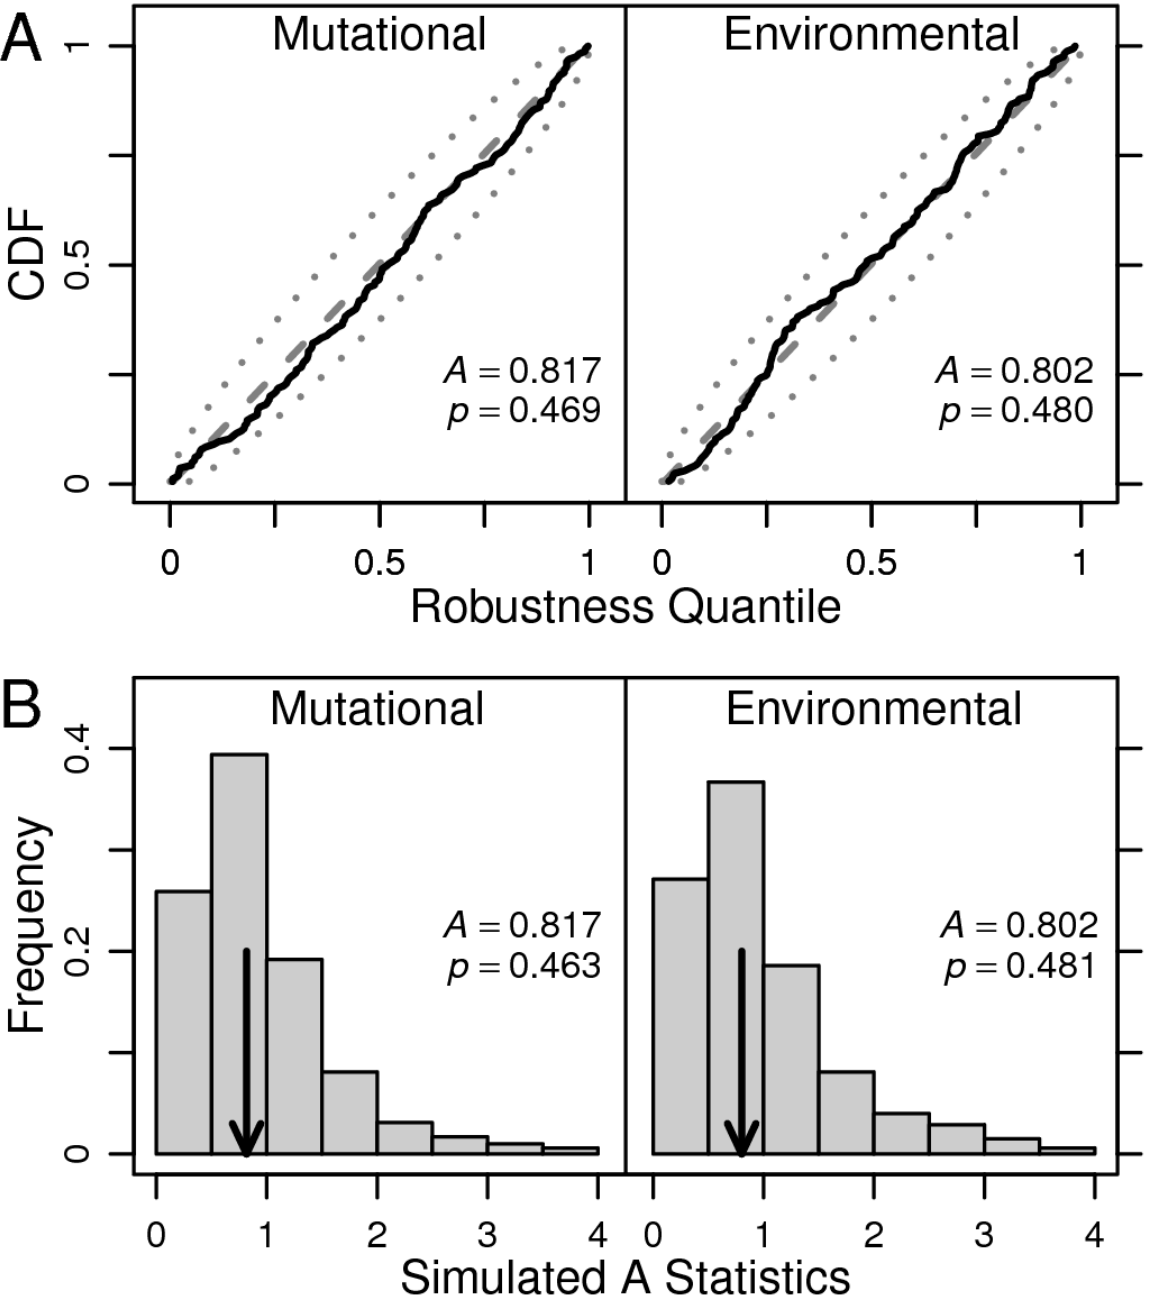 A
Mutational Environmental
CDF
0 0.5 1
A = 0.817
p = 0.469
A = 0.802
p = 0.480
0 0.5 1 0 0.5 1
Robustness Quantile
B
Mutational Environmental
Frequency
0 0.2 0.4
A = 0.817
p = 0.463
A = 0.802
p = 0.481
0 1 2 3 4 0 1 2 3 4
Simulated A Statistics